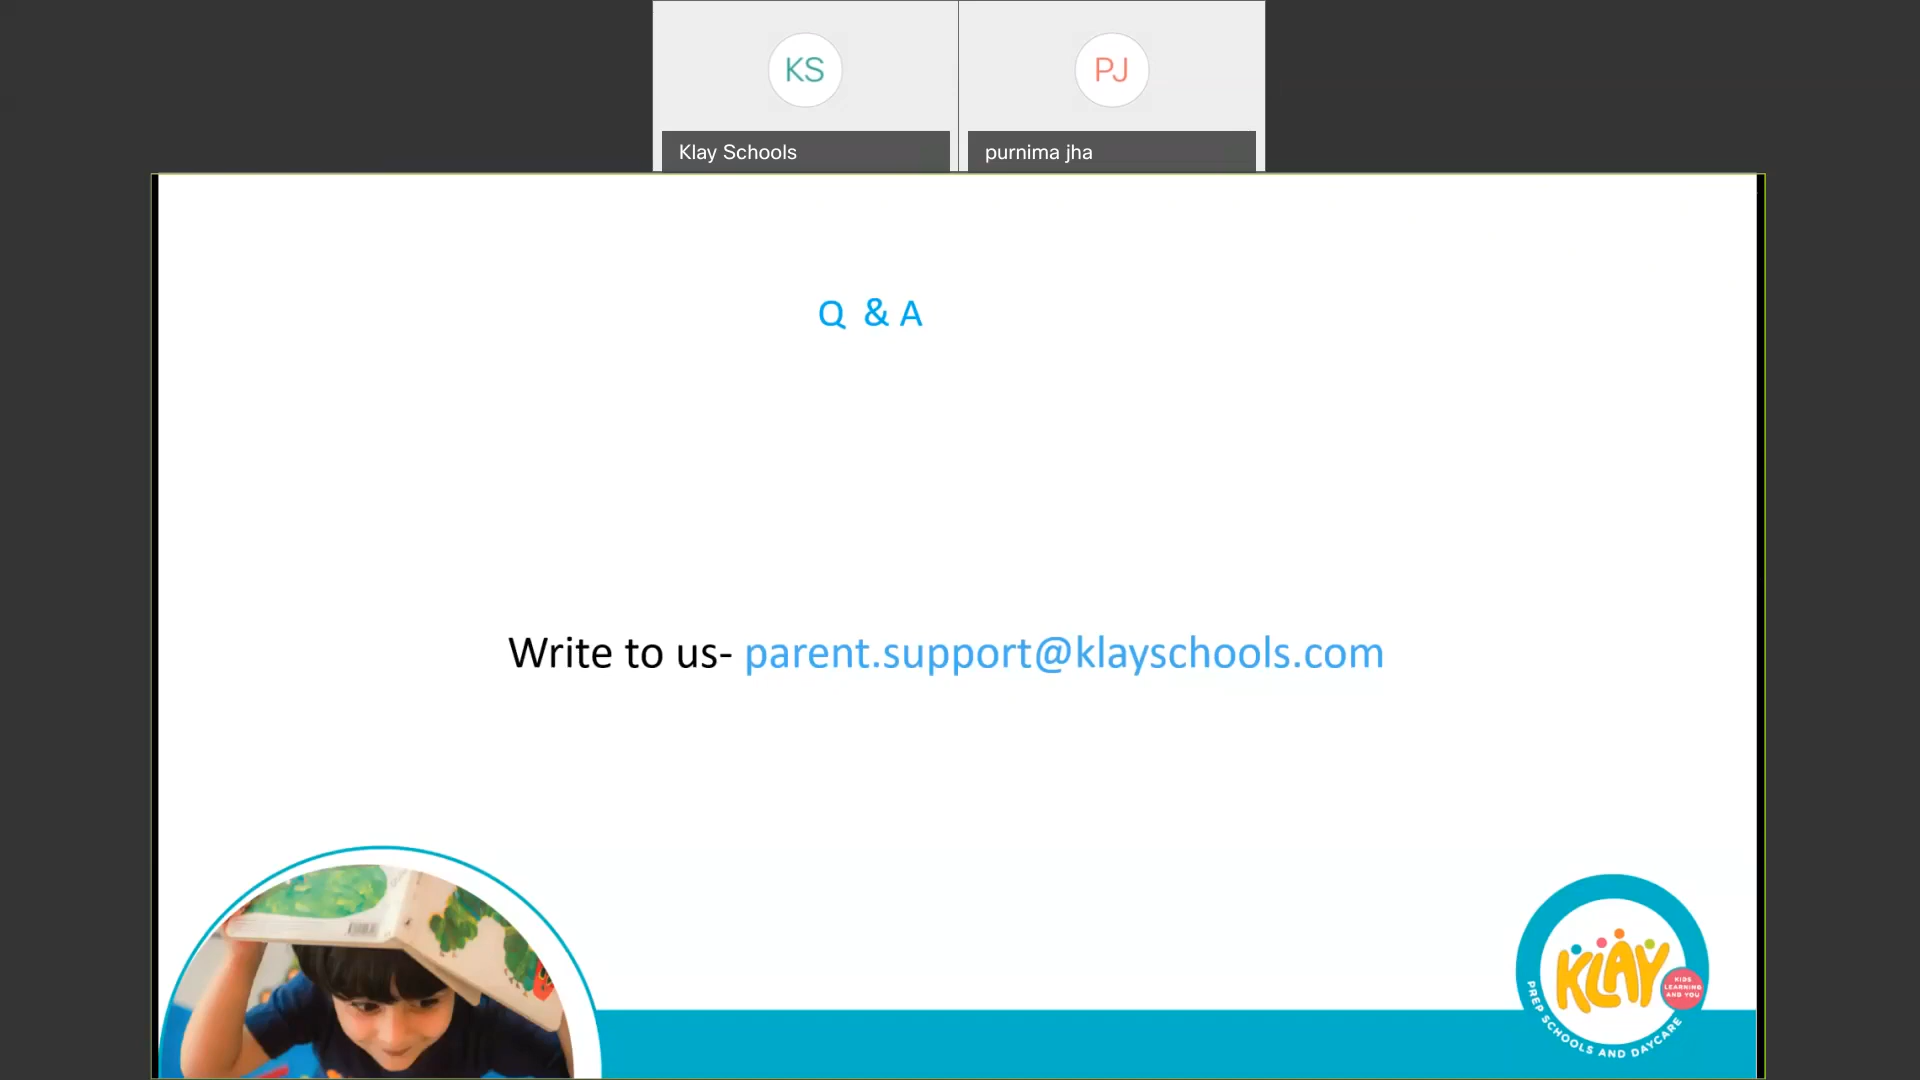 KS
PJ
Klay Schools
purnima jha
Q & A
Write to us- parent.support@klayschools.com
KLAY
KIDS
LEARNING
AND YOU
PREP SCHOOLS AND DAYCARE